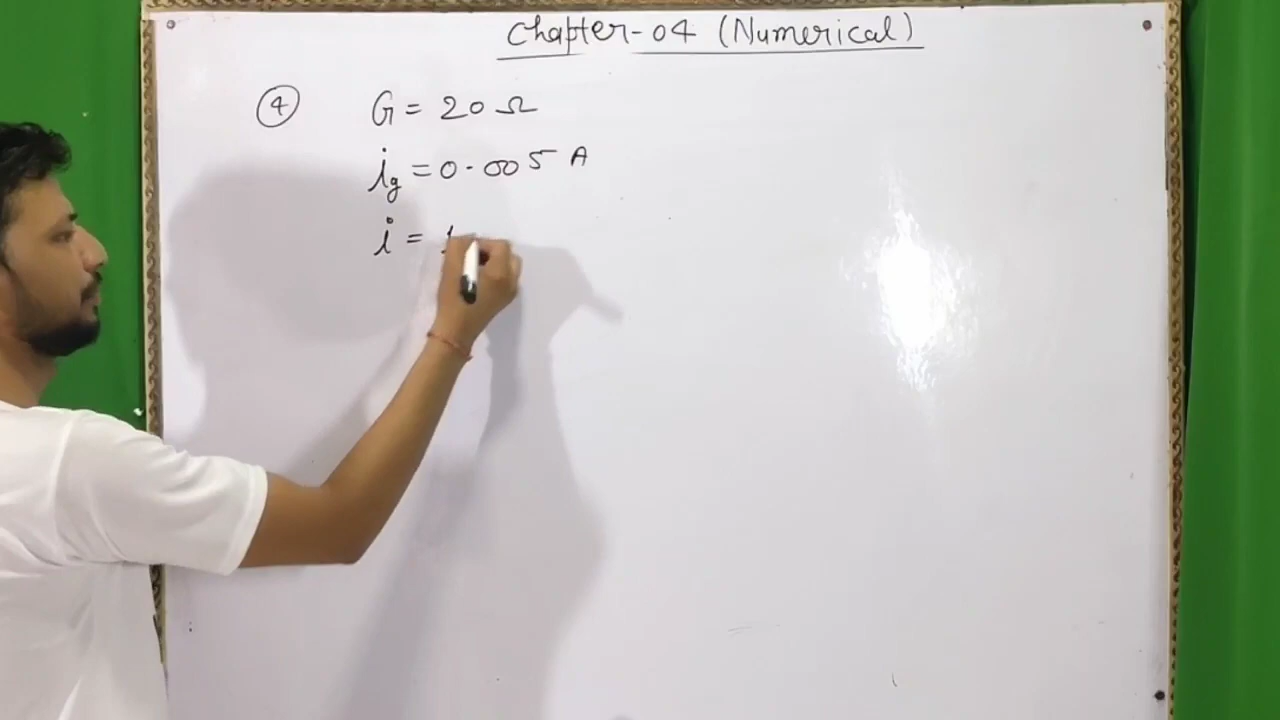 Chapter-04 (Numerical)
④ G = 20 Ω
ig = 0.005 A
i =